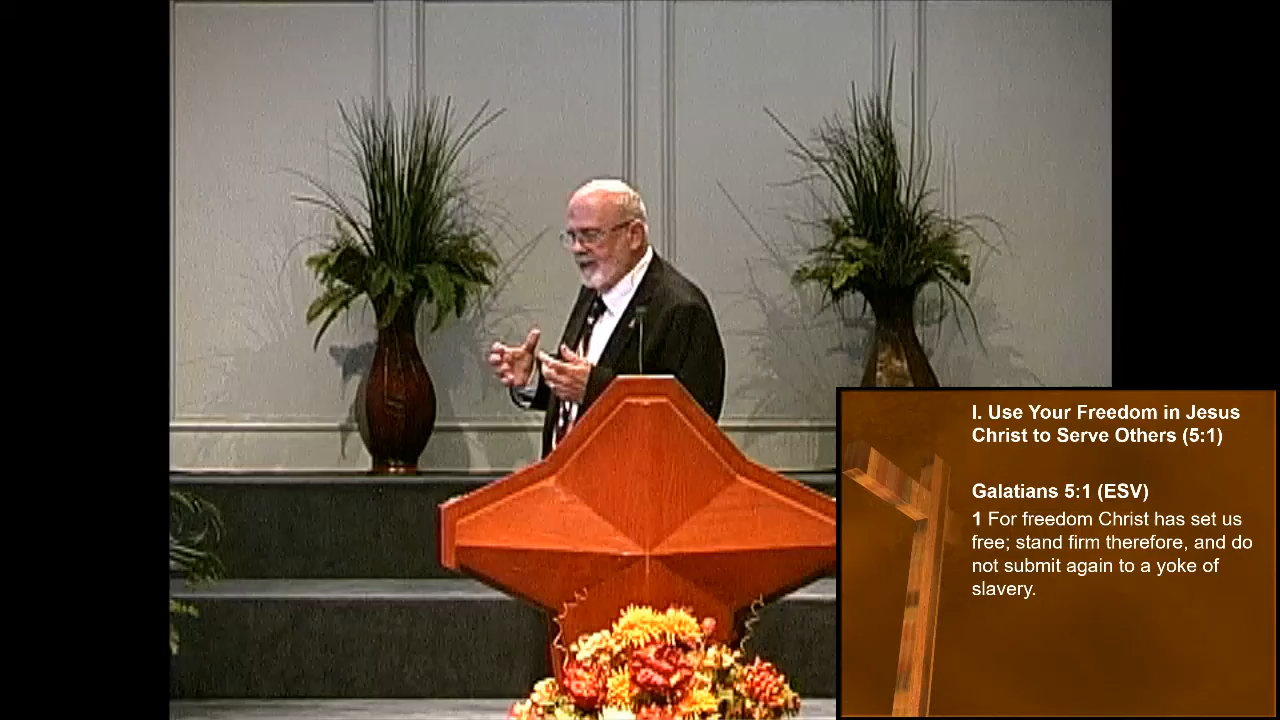 I. Use Your Freedom in Jesus
Christ to Serve Others (5:1)
Galatians 5:1 (ESV)
1 For freedom Christ has set us
free; stand firm therefore, and do
not submit again to a yoke of
slavery.